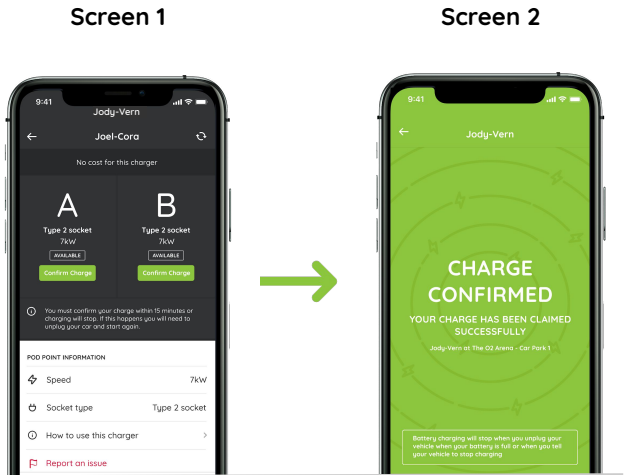 Screen 1
Screen 2
9:41
Jody-Vern
Joel-Cora
No cost for this charger
A
Type 2 socket
7kW
AVAILABLE
Confirm Charge
B
Type 2 socket
7kW
AVAILABLE
Confirm Charge
You must confirm your charge within 15 minutes or
charging will stop. If this happens you will need to
unplug your car and start again.
POD POINT INFORMATION
Speed 7kW
Socket type Type 2 socket
How to use this charger
Report an issue
9:41
Jody-Vern
CHARGE
CONFIRMED
YOUR CHARGE HAS BEEN CLAIMED
SUCCESSFULLY
Jody-Vern at The O2 Arena - Car Park 1
Battery charging will stop when you unplug your
vehicle when your battery is full or when you tell
your vehicle to stop charging